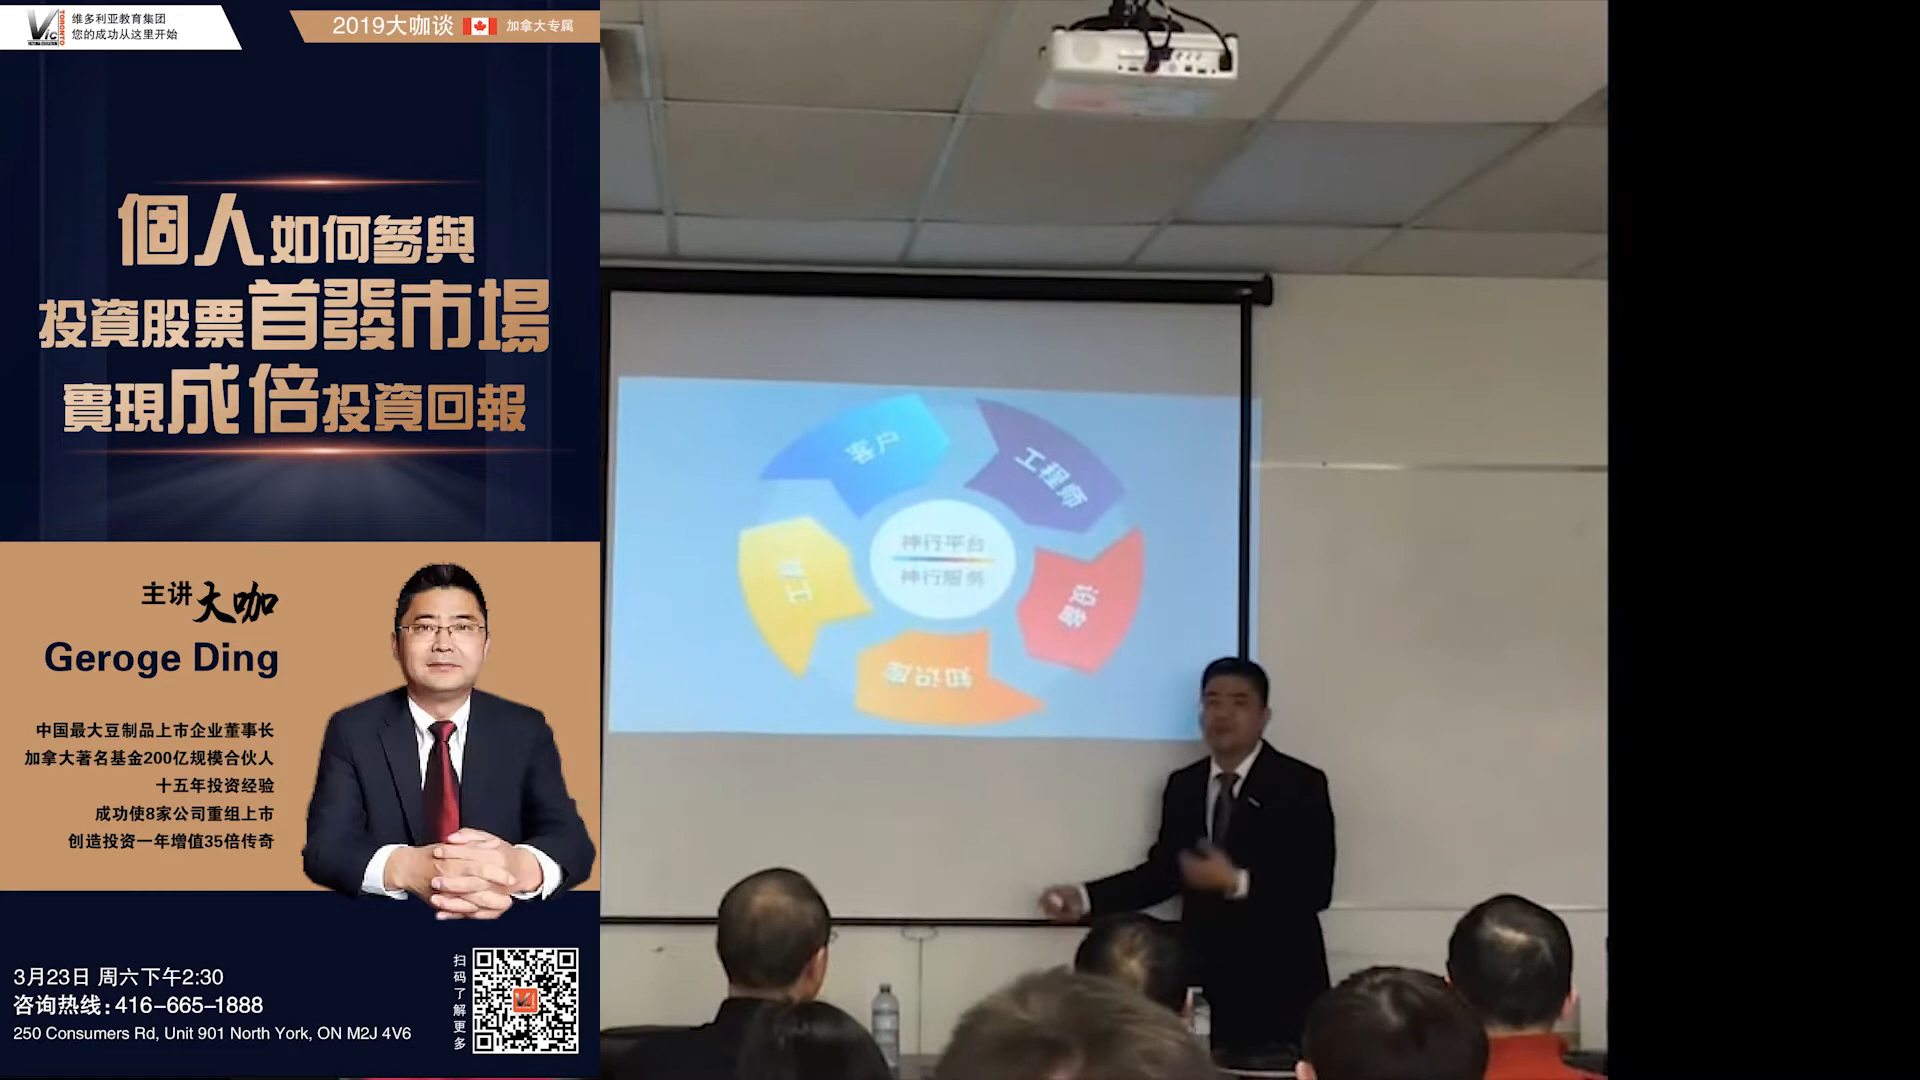 维多利亚教育集团
您的成功从这里开始
TORONTO
Vic
2019大咖谈
加拿大专属
個人如何參與
投資股票首發市場
實現成倍投資回報
主讲大咖
Geroge Ding
中国最大豆制品上市企业董事长
加拿大著名基金200亿规模合伙人
十五年投资经验
成功使8家公司重组上市
创造投资一年增值35倍传奇
3月23日 周六下午2:30
咨询热线：416-665-1888
250 Consumers Rd, Unit 901 North York, ON M2J 4V6
扫码了解更多
客户
工程师
设备
知识库
神行平台
神行服务